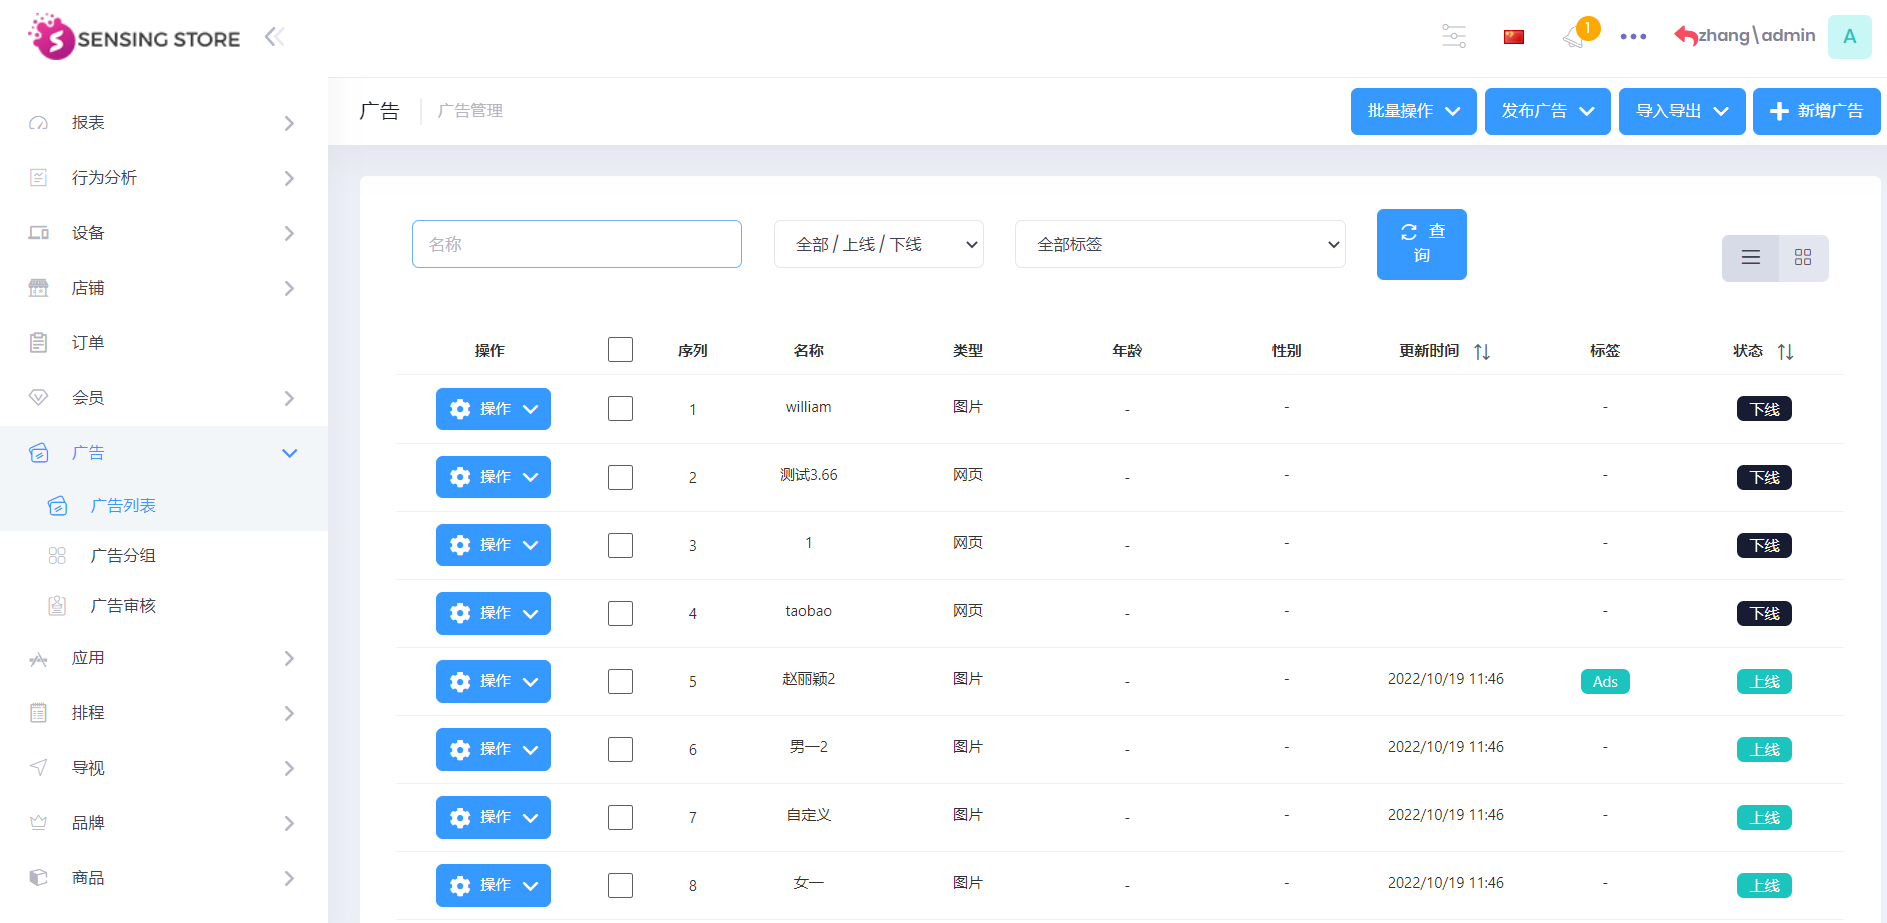 SENSING STORE
1
zhang\admin
A
报表
行为分析
设备
店铺
订单
会员
广告
广告列表
广告分组
广告审核
应用
排程
导视
品牌
商品
广告 广告管理
批量操作 发布广告 导入导出 新增广告
名称 全部 / 上线 / 下线 全部标签 查
询
操作 序列 名称 类型 年龄 性别 更新时间 标签 状态
操作 1 william 图片 - - - 下线
操作 2 测试3.66 网页 - - - 下线
操作 3 1 网页 - - - 下线
操作 4 taobao 网页 - - - 下线
操作 5 赵丽颖2 图片 - - 2022/10/19 11:46 Ads 上线
操作 6 男一2 图片 - - 2022/10/19 11:46 - 上线
操作 7 自定义 图片 - - 2022/10/19 11:46 - 上线
操作 8 女一 图片 - - 2022/10/19 11:46 - 上线